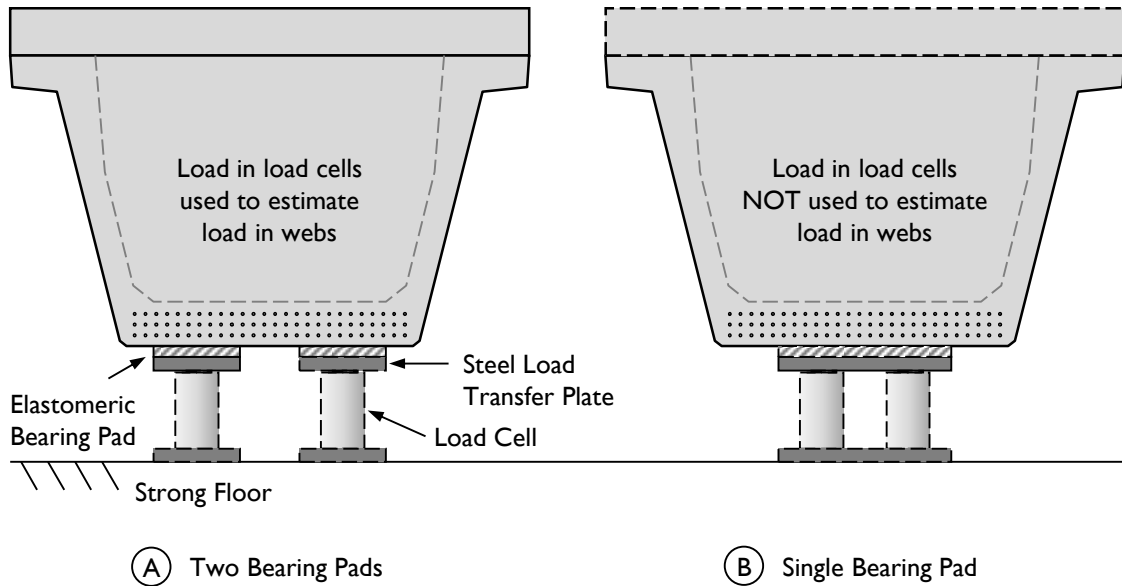 Load in load cells
used to estimate
load in webs
Load in load cells
NOT used to estimate
load in webs
Elastomeric
Bearing Pad
Steel Load
Transfer Plate
Load Cell
Strong Floor
A Two Bearing Pads
B Single Bearing Pad